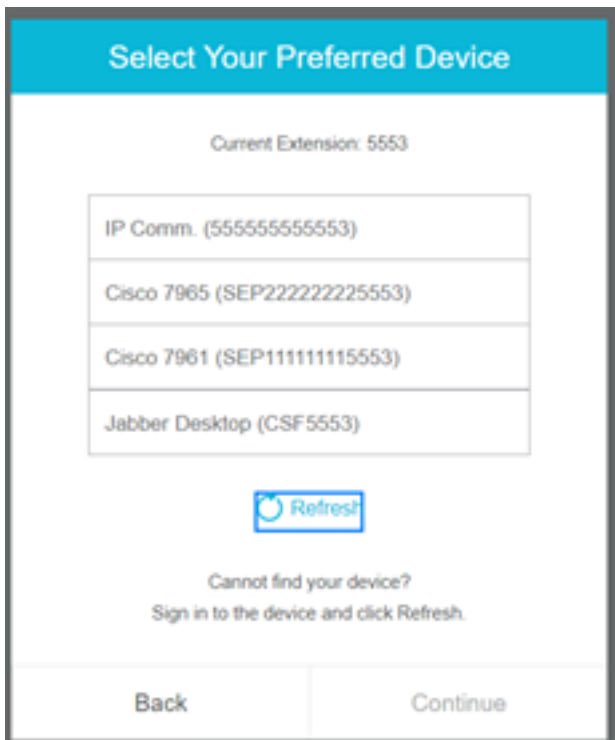 Select Your Preferred Device
Current Extension: 5553
IP Comm. (555555555553)
Cisco 7965 (SEP222222225553)
Cisco 7961 (SEP111111115553)
Jabber Desktop (CSF5553)
Refresh
Cannot find your device?
Sign in to the device and click Refresh.
Back
Continue